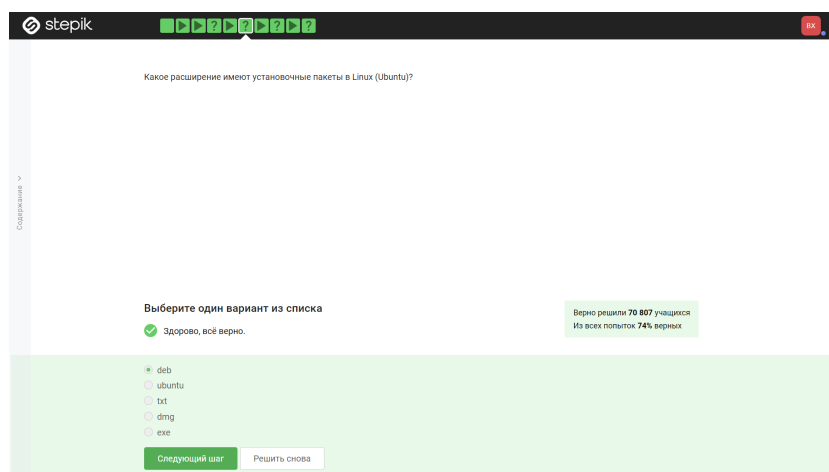 stepik
? ? ? ?
ВХ
Какое расширение имеют установочные пакеты в Linux (Ubuntu)?
Содержание
Выберите один вариант из списка
Здорово, всё верно.
Верно решили 70 807 учащихся
Из всех попыток 74% верных
deb
ubuntu
txt
dmg
exe
Следующий шаг
Решить снова